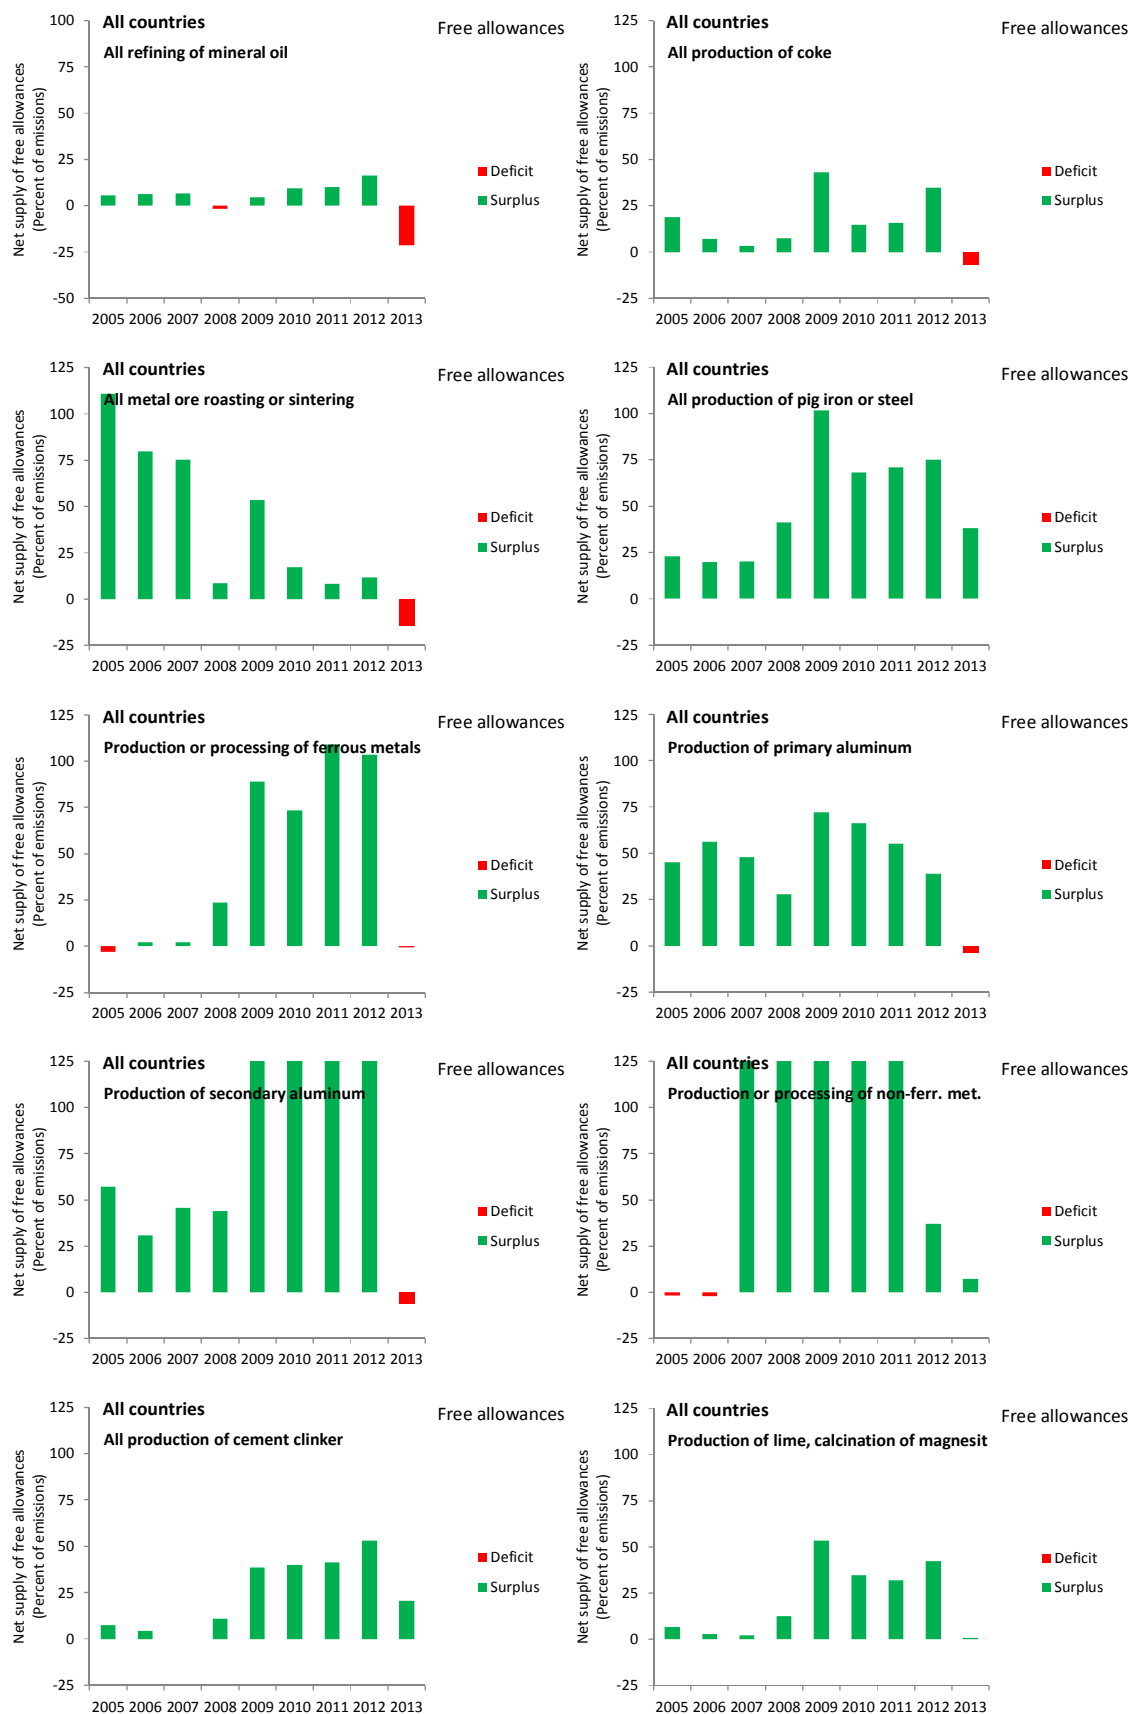 All countries
Free allowances
All refining of mineral oil
Net supply of free allowances
(Percent of emissions)
100
75
50
25
0
-25
-50
Deficit
Surplus
2005 2006 2007 2008 2009 2010 2011 2012 2013
All countries
Free allowances
All production of coke
Net supply of free allowances
(Percent of emissions)
125
100
75
50
25
0
-25
Deficit
Surplus
2005 2006 2007 2008 2009 2010 2011 2012 2013
All countries
Free allowances
All metal ore roasting or sintering
Net supply of free allowances
(Percent of emissions)
125
100
75
50
25
0
-25
Deficit
Surplus
2005 2006 2007 2008 2009 2010 2011 2012 2013
All countries
Free allowances
All production of pig iron or steel
Net supply of free allowances
(Percent of emissions)
125
100
75
50
25
0
-25
Deficit
Surplus
2005 2006 2007 2008 2009 2010 2011 2012 2013
All countries
Free allowances
Production or processing of ferrous metals
Net supply of free allowances
(Percent of emissions)
125
100
75
50
25
0
-25
Deficit
Surplus
2005 2006 2007 2008 2009 2010 2011 2012 2013
All countries
Free allowances
Production of primary aluminum
Net supply of free allowances
(Percent of emissions)
125
100
75
50
25
0
-25
Deficit
Surplus
2005 2006 2007 2008 2009 2010 2011 2012 2013
All countries
Free allowances
Production of secondary aluminum
Net supply of free allowances
(Percent of emissions)
125
100
75
50
25
0
-25
Deficit
Surplus
2005 2006 2007 2008 2009 2010 2011 2012 2013
All countries
Free allowances
Production or processing of non-ferr. met.
Net supply of free allowances
(Percent of emissions)
125
100
75
50
25
0
-25
Deficit
Surplus
2005 2006 2007 2008 2009 2010 2011 2012 2013
All countries
Free allowances
All production of cement clinker
Net supply of free allowances
(Percent of emissions)
125
100
75
50
25
0
-25
Deficit
Surplus
2005 2006 2007 2008 2009 2010 2011 2012 2013
All countries
Free allowances
Production of lime, calcination of magnesit
Net supply of free allowances
(Percent of emissions)
125
100
75
50
25
0
-25
Deficit
Surplus
2005 2006 2007 2008 2009 2010 2011 2012 2013